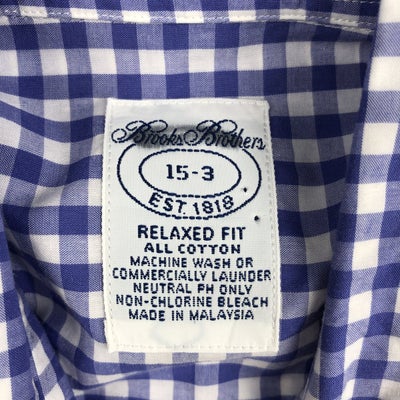 Brooks Brothers
15-3
EST. 1818
RELAXED FIT
ALL COTTON
MACHINE WASH OR
COMMERCIALLY LAUNDER
NEUTRAL PH ONLY
NON-CHLORINE BLEACH
MADE IN MALAYSIA